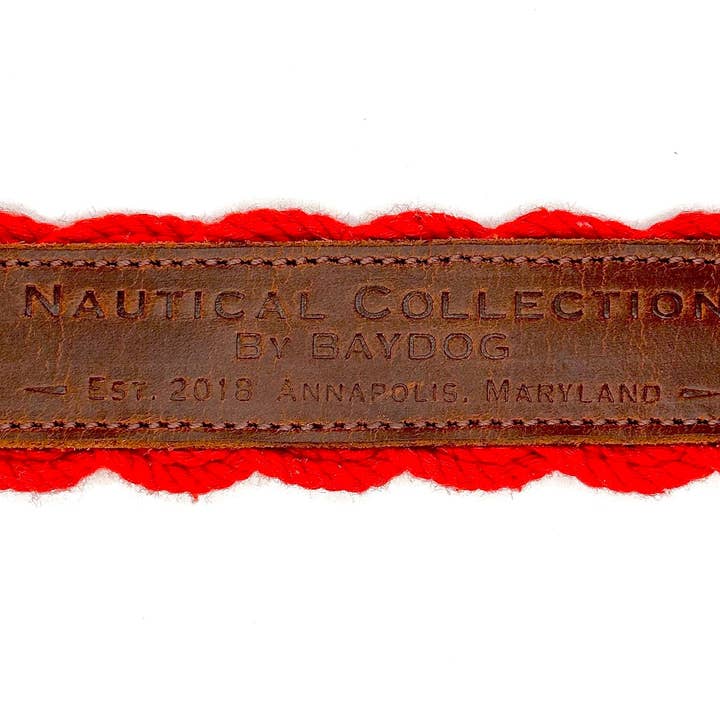 NAUTICAL COLLECTION
BY BAYDOG
EST. 2018 ANNAPOLIS, MARYLAND